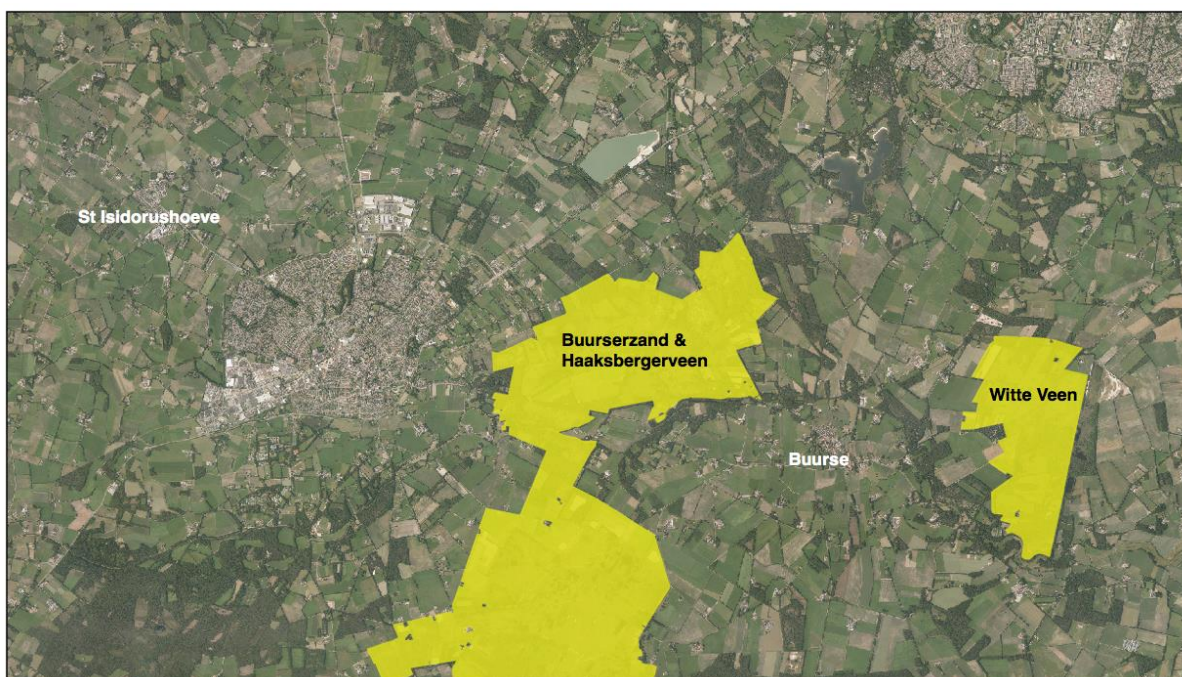 St Isidorushoeve
Buurserzand &
Haaksbergerveen
Witte Veen
Buurse